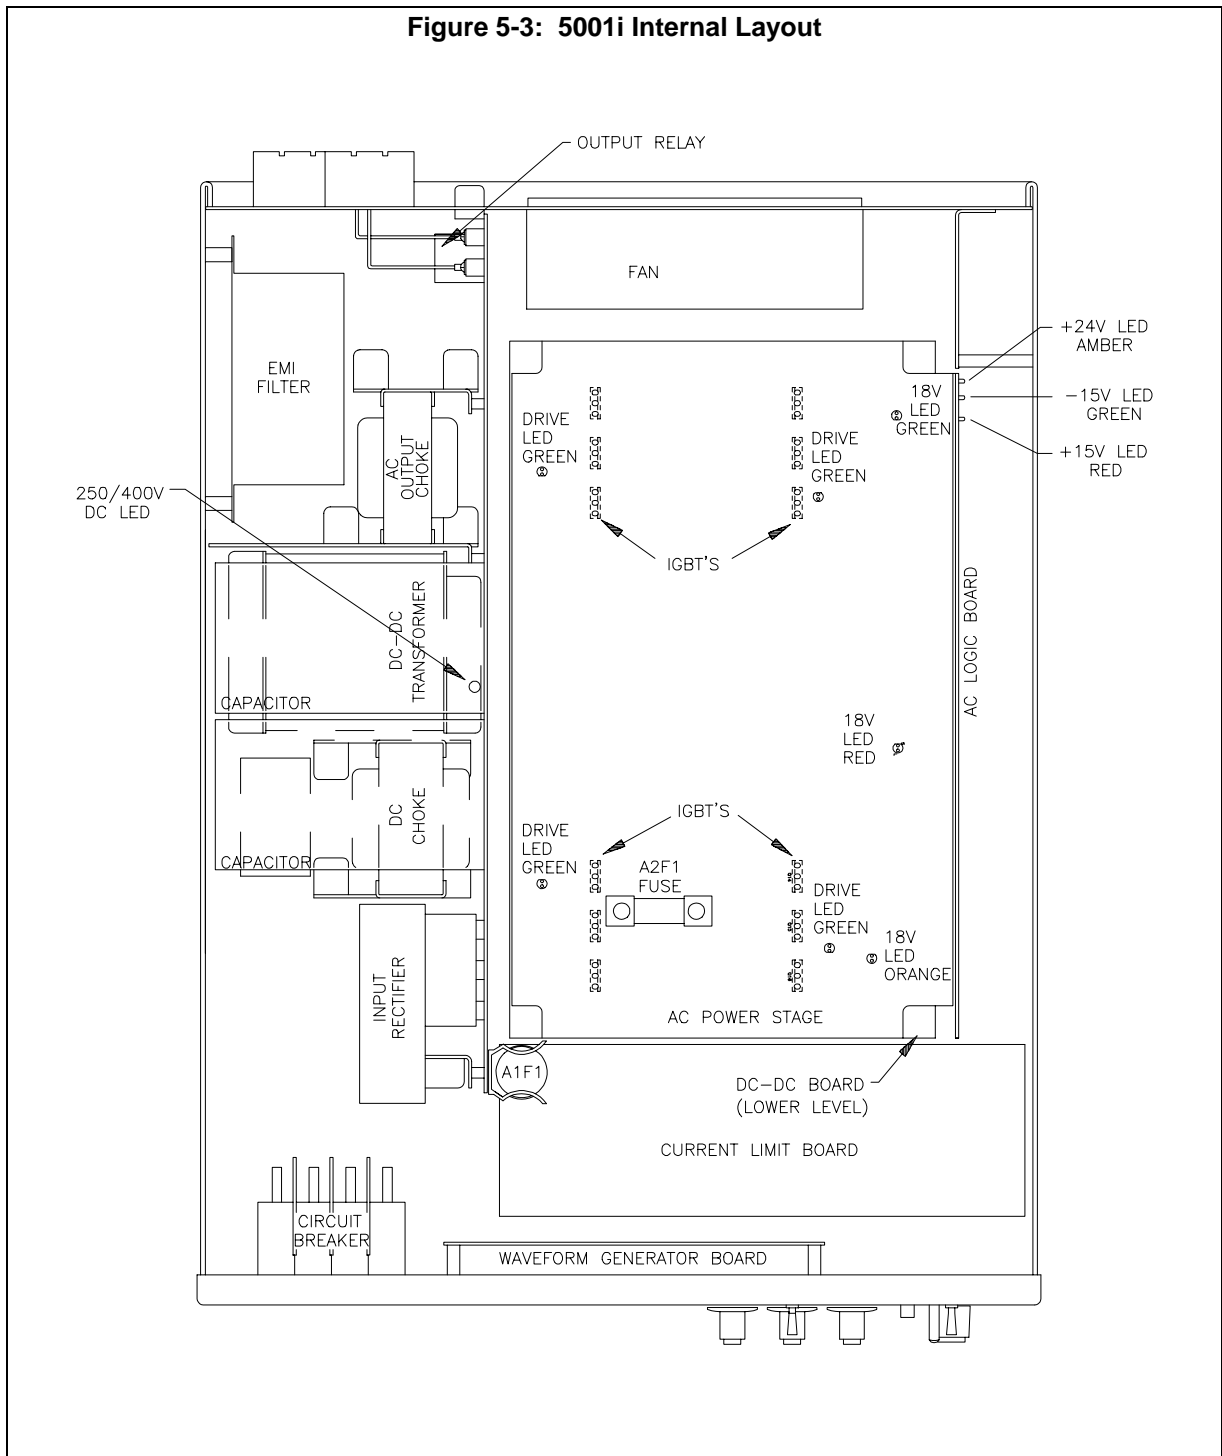 Figure 5-3:  5001i Internal Layout
OUTPUT RELAY
FAN
+24V LED
AMBER
-15V LED
GREEN
+15V LED
RED
EMI
FILTER
AC
OUTPUT
CHOKE
18V
LED
GREEN
DRIVE
LED
GREEN
DRIVE
LED
GREEN
250/400V
DC LED
IGBT'S
DC-DC
TRANSFORMER
CAPACITOR
AC LOGIC BOARD
18V
LED
RED
DC
CHOKE
CAPACITOR
IGBT'S
DRIVE
LED
GREEN
A2F1
FUSE
DRIVE
LED
GREEN
18V
LED
ORANGE
INPUT
RECTIFIER
AC POWER STAGE
A1F1
DC-DC BOARD
(LOWER LEVEL)
CURRENT LIMIT BOARD
CIRCUIT
BREAKER
WAVEFORM GENERATOR BOARD